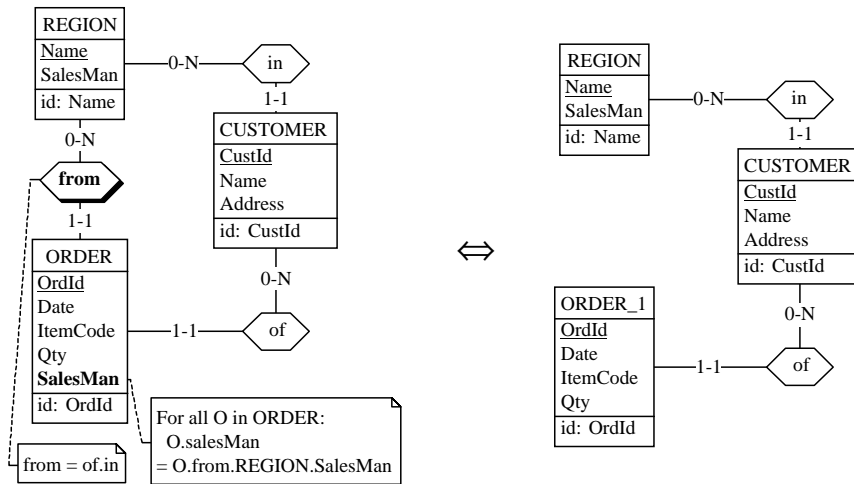 REGION
Name
SalesMan
id: Name
0-N
in
1-1
CUSTOMER
CustId
Name
Address
id: CustId
0-N
from
1-1
ORDER
OrdId
Date
ItemCode
Qty
SalesMan
id: OrdId
1-1
of
0-N
from = of.in
For all O in ORDER:
O.salesMan
= O.from.REGION.SalesMan
⇔
REGION
Name
SalesMan
id: Name
0-N
in
1-1
CUSTOMER
CustId
Name
Address
id: CustId
0-N
of
1-1
ORDER_1
OrdId
Date
ItemCode
Qty
id: OrdId